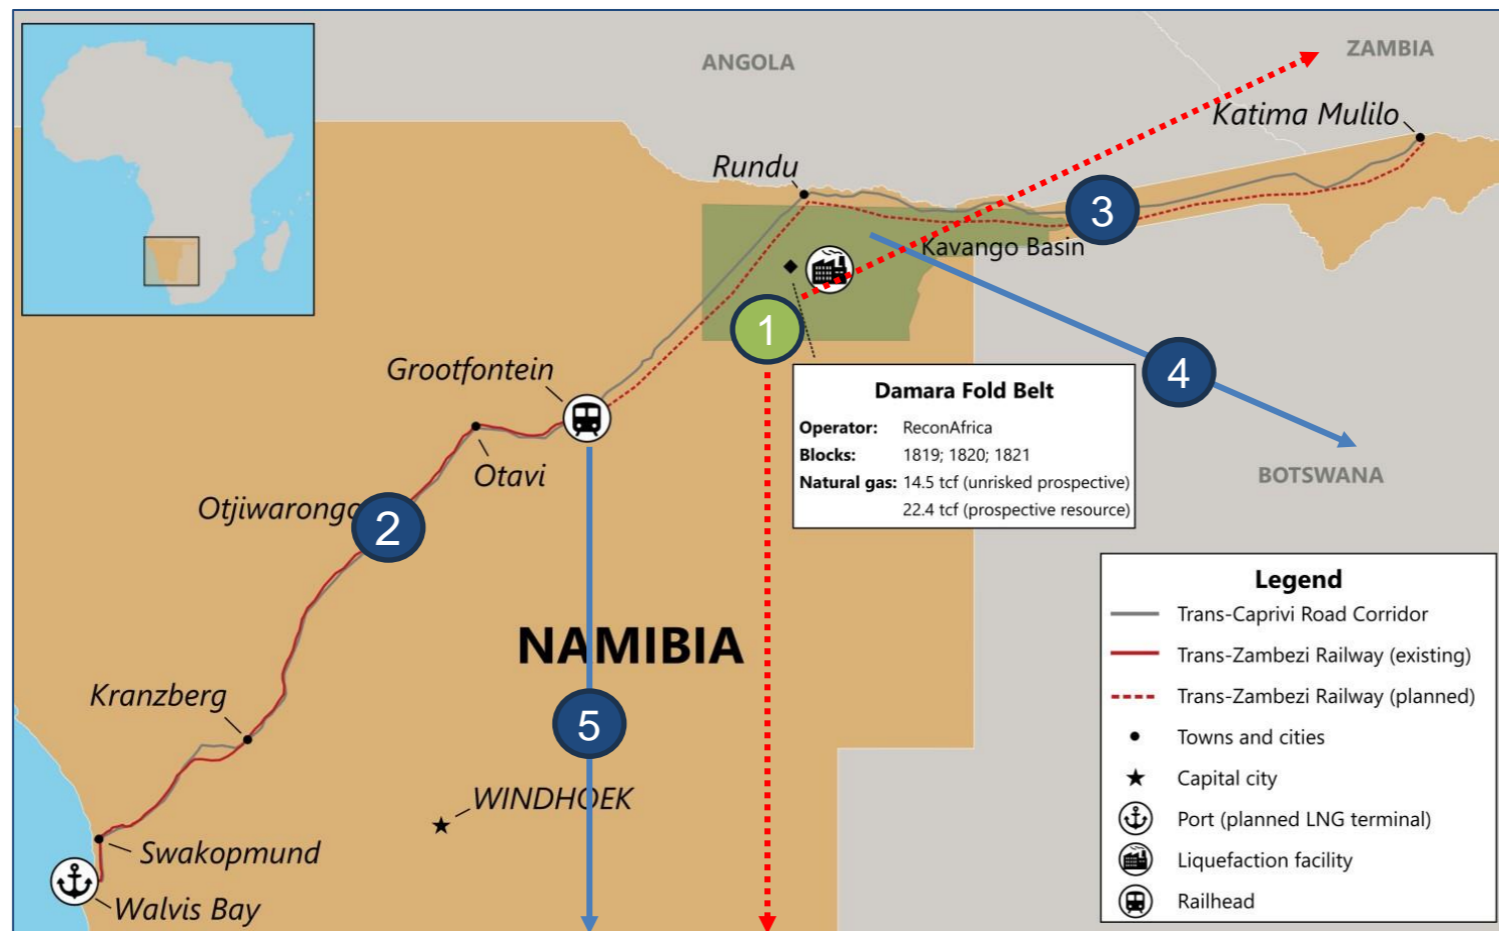 ANGOLA
ZAMBIA
Katima Mulilo
Rundu
3
Kavango Basin
1
Grootfontein
4
Damara Fold Belt
Operator: ReconAfrica
Blocks: 1819; 1820; 1821
Natural gas: 14.5 tcf (unrisked prospective)
22.4 tcf (prospective resource)
BOTSWANA
Otavi
Otjiwarongo
2
NAMIBIA
Kranzberg
5
WINDHOEK
Swakopmund
Walvis Bay
Legend
Trans-Caprivi Road Corridor
Trans-Zambezi Railway (existing)
Trans-Zambezi Railway (planned)
Towns and cities
Capital city
Port (planned LNG terminal)
Liquefaction facility
Railhead